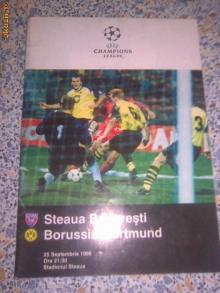 CHAMPIONS
LEAGUE
Steaua București
Borussia Dortmund
25 Septembrie 1996
Ora 21:30
Stadionul Steaua